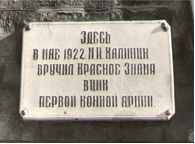 ЗДЕСЬ
В МАЕ 1922. М.И КАЛИНИН
ВРУЧИЛ КРАСНОЕ ЗНАМЯ
ВЦИК
ПЕРВОЙ КОННОЙ АРМИИ.